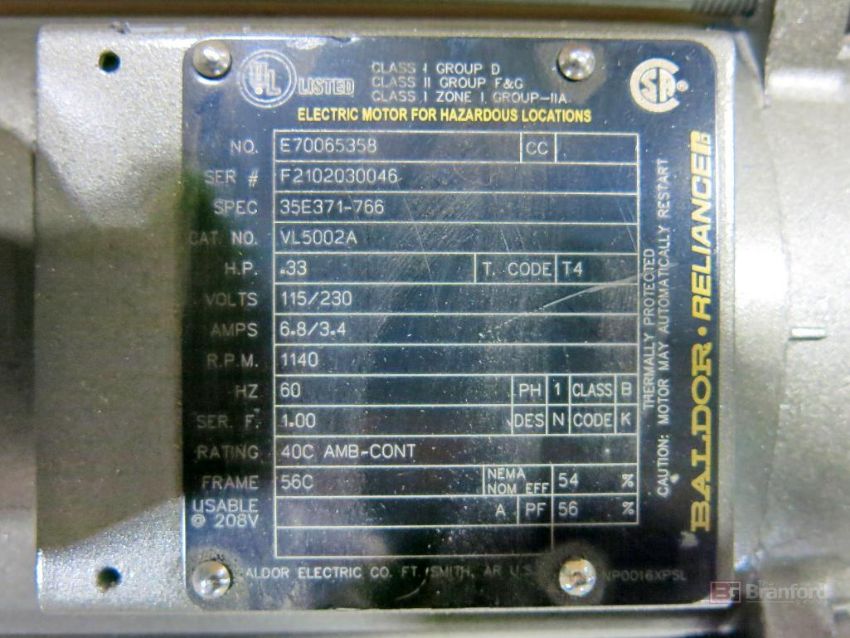 UL LISTED
CLASS I GROUP D
CLASS II GROUP F&G
CLASS I ZONE I GROUP-IIA
ELECTRIC MOTOR FOR HAZARDOUS LOCATIONS
NO. E7006535B CC
SER # F2102030046
SPEC 35E371-766
CAT. NO. VL5002A
H.P. .33 T. CODE T4
VOLTS 115/230
AMPS 6.8/3.4
R.P.M. 1140
HZ 60 PH 1 CLASS B
SER. F. 1.00 DES N CODE K
RATING 40C AMB-CONT
FRAME 56C NEMA NOM EFF 54 %
USABLE @ 208V A PF 56 %
BALDOR ELECTRIC CO. FT. SMITH, AR U.S.
NP0016XPSL
THERMALLY PROTECTED
CAUTION: MOTOR MAY AUTOMATICALLY RESTART
BALDOR • RELIANCE
Branford